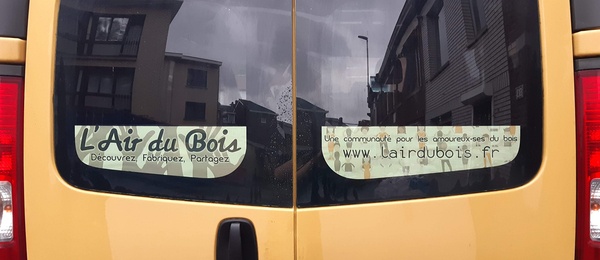 L'Air du Bois
Découvrez, Fabriquez, Partagez
Une communauté pour les amoureux·ses du bois
www.lairdubois.fr